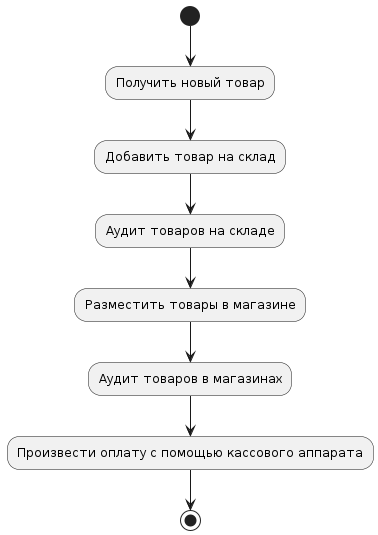 Получить новый товар
Добавить товар на склад
Аудит товаров на складе
Разместить товары в магазине
Аудит товаров в магазинах
Произвести оплату с помощью кассового аппарата